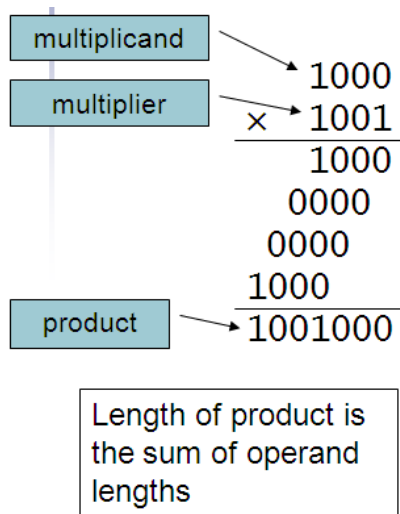 multiplicand
1000
multiplier
× 1001
1000
0000
0000
1000
product
1001000
Length of product is
the sum of operand
lengths